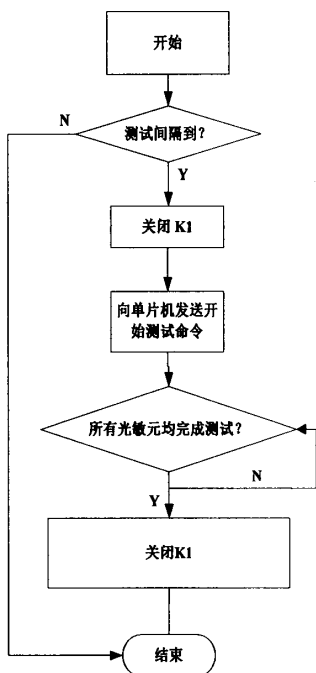 开始
N
测试间隔到?
Y
关闭 K1
向单片机发送开
始测试命令
所有光敏元均完成测试?
N
Y
关闭K1
结束